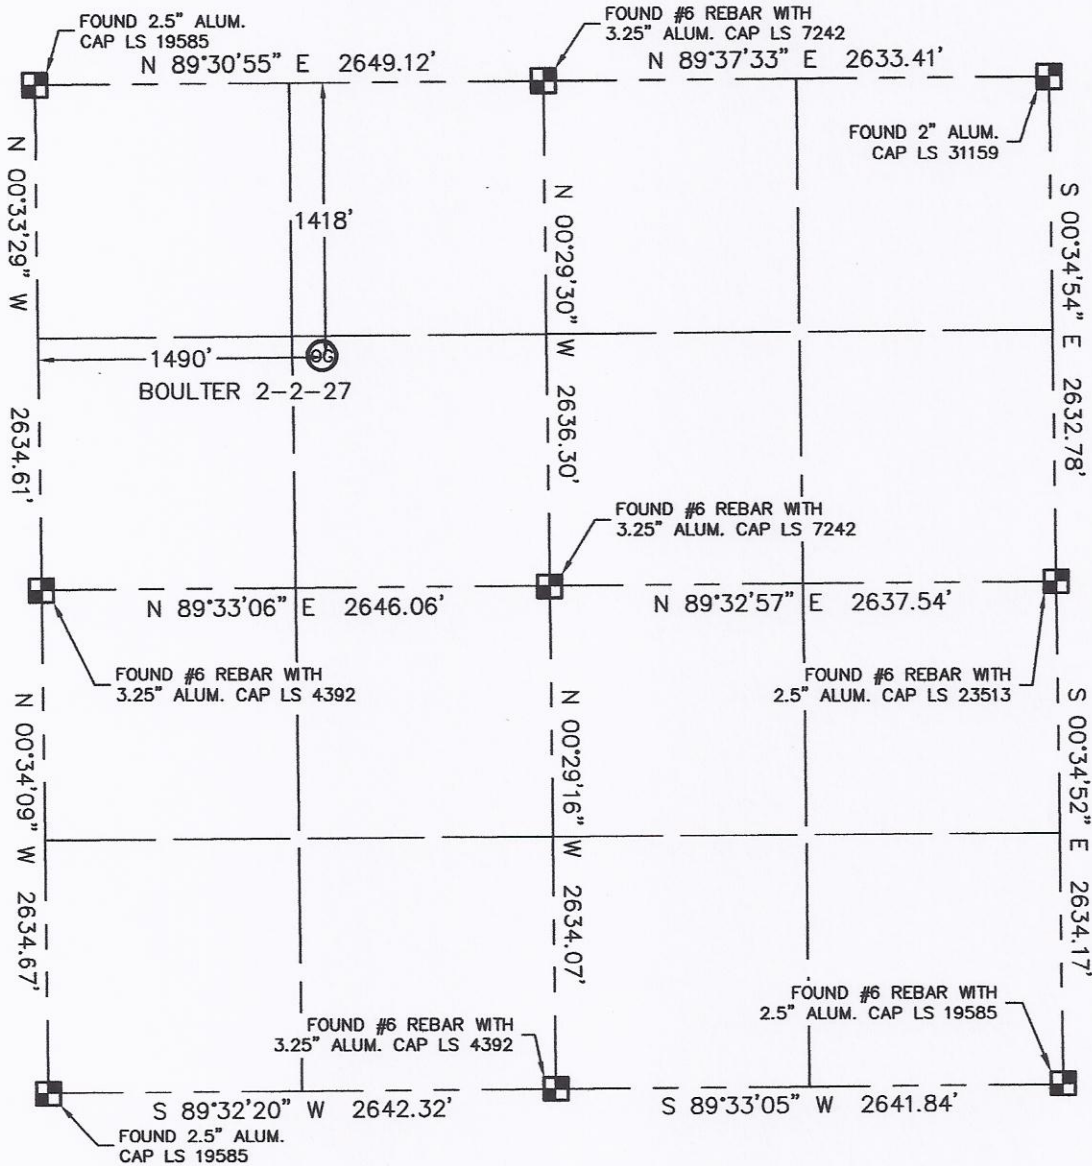 FOUND 2.5" ALUM.
CAP LS 19585
FOUND #6 REBAR WITH
3.25" ALUM. CAP LS 7242
N 89°30'55" E 2649.12'
N 89°37'33" E 2633.41'
FOUND 2" ALUM.
CAP LS 31159
N 00°33'29" W 2634.61'
1418'
N 00°29'30" W 2636.30'
S 00°34'54" E 2632.78'
1490'
OG
BOULTER 2-2-27
FOUND #6 REBAR WITH
3.25" ALUM. CAP LS 7242
N 89°33'06" E 2646.06'
N 89°32'57" E 2637.54'
FOUND #6 REBAR WITH
3.25" ALUM. CAP LS 4392
FOUND #6 REBAR WITH
2.5" ALUM. CAP LS 23513
N 00°34'09" W 2634.67'
N 00°29'16" W 2634.07'
S 00°34'52" E 2634.17'
FOUND #6 REBAR WITH
3.25" ALUM. CAP LS 4392
FOUND #6 REBAR WITH
2.5" ALUM. CAP LS 19585
S 89°32'20" W 2642.32'
S 89°33'05" W 2641.84'
FOUND 2.5" ALUM.
CAP LS 19585